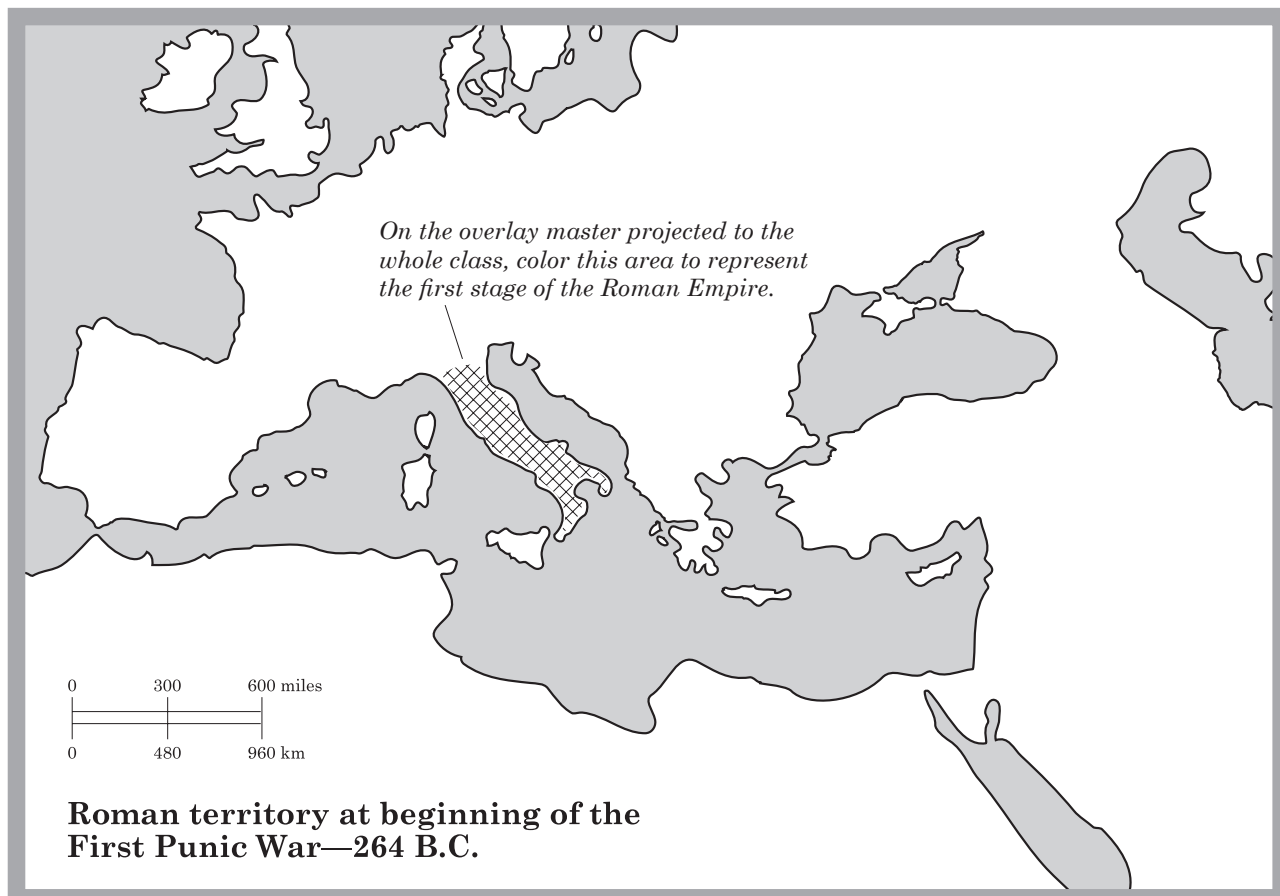 On the overlay master projected to the
whole class, color this area to represent
the first stage of the Roman Empire.
0 300 600 miles
0 480 960 km
Roman territory at beginning of the
First Punic War—264 B.C.